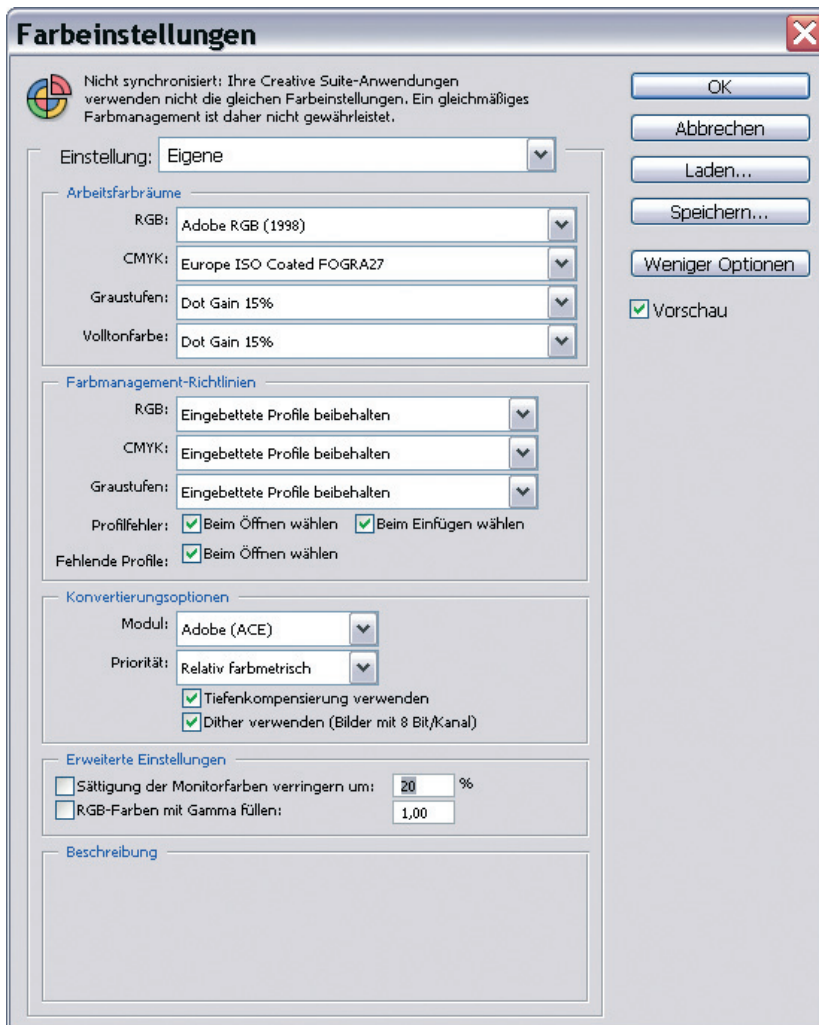 Farbeinstellungen
Nicht synchronisiert: Ihre Creative Suite-Anwendungen
verwenden nicht die gleichen Farbeinstellungen. Ein gleichmäßiges
Farbmanagement ist daher nicht gewährleistet.
OK
Abbrechen
Laden...
Speichern...
Weniger Optionen
Vorschau
Einstellung: Eigene
Arbeitsfarbräume
RGB: Adobe RGB (1998)
CMYK: Europe ISO Coated FOGRA27
Graustufen: Dot Gain 15%
Volltonfarbe: Dot Gain 15%
Farbmanagement-Richtlinien
RGB: Eingebettete Profile beibehalten
CMYK: Eingebettete Profile beibehalten
Graustufen: Eingebettete Profile beibehalten
Profilfehler: Beim Öffnen wählen Beim Einfügen wählen
Fehlende Profile: Beim Öffnen wählen
Konvertierungsoptionen
Modul: Adobe (ACE)
Priorität: Relativ farbmetrisch
Tiefenkompensierung verwenden
Dither verwenden (Bilder mit 8 Bit/Kanal)
Erweiterte Einstellungen
Sättigung der Monitorfarben verringern um: 20 %
RGB-Farben mit Gamma füllen: 1,00
Beschreibung